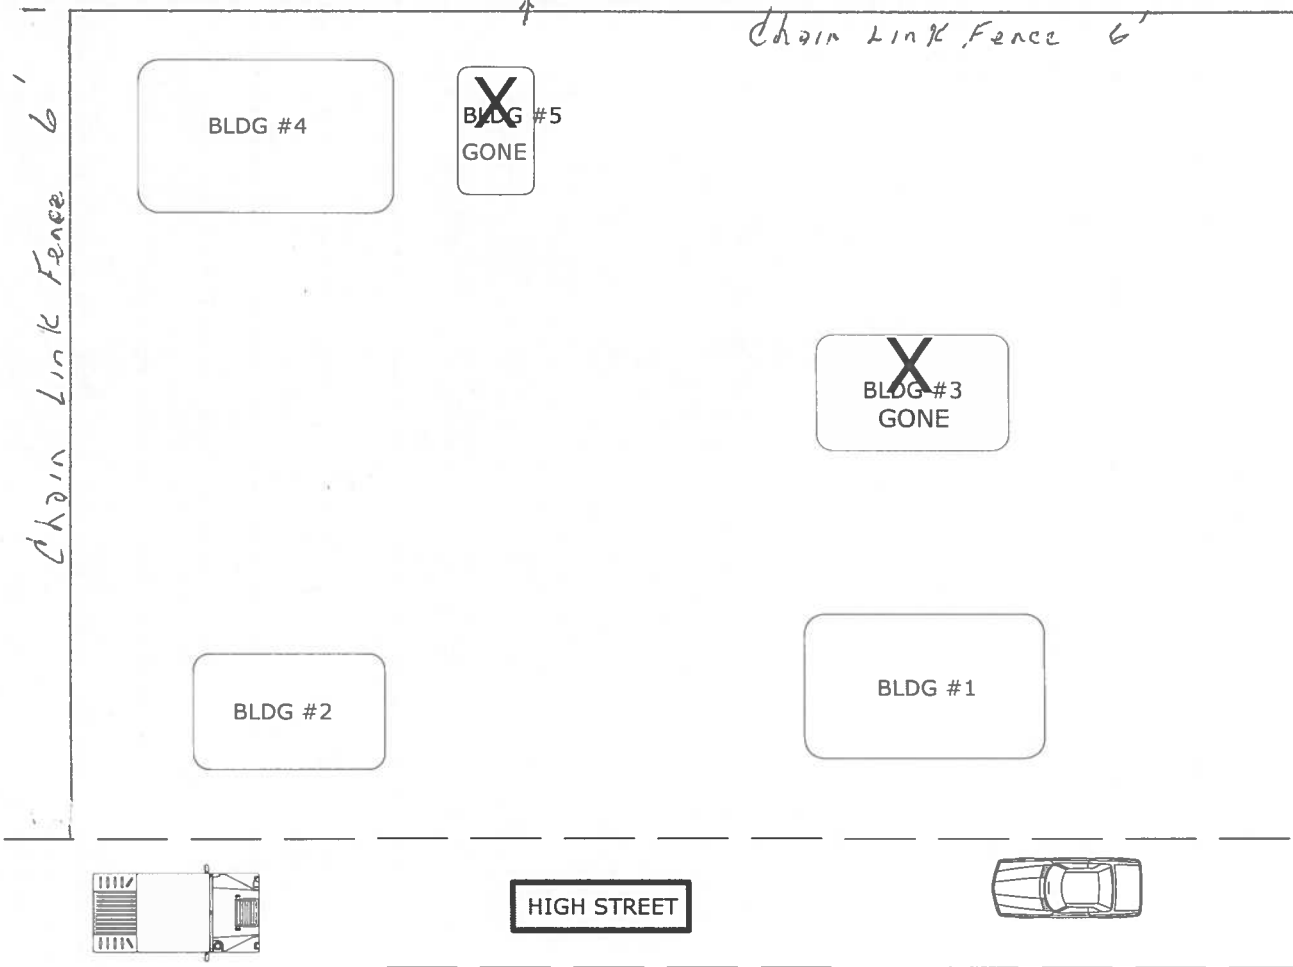 Chain Link Fence 6'
Chain Link Fence 6'
BLDG #4
BLDG #5
GONE
BLDG #3
GONE
BLDG #1
BLDG #2
HIGH STREET